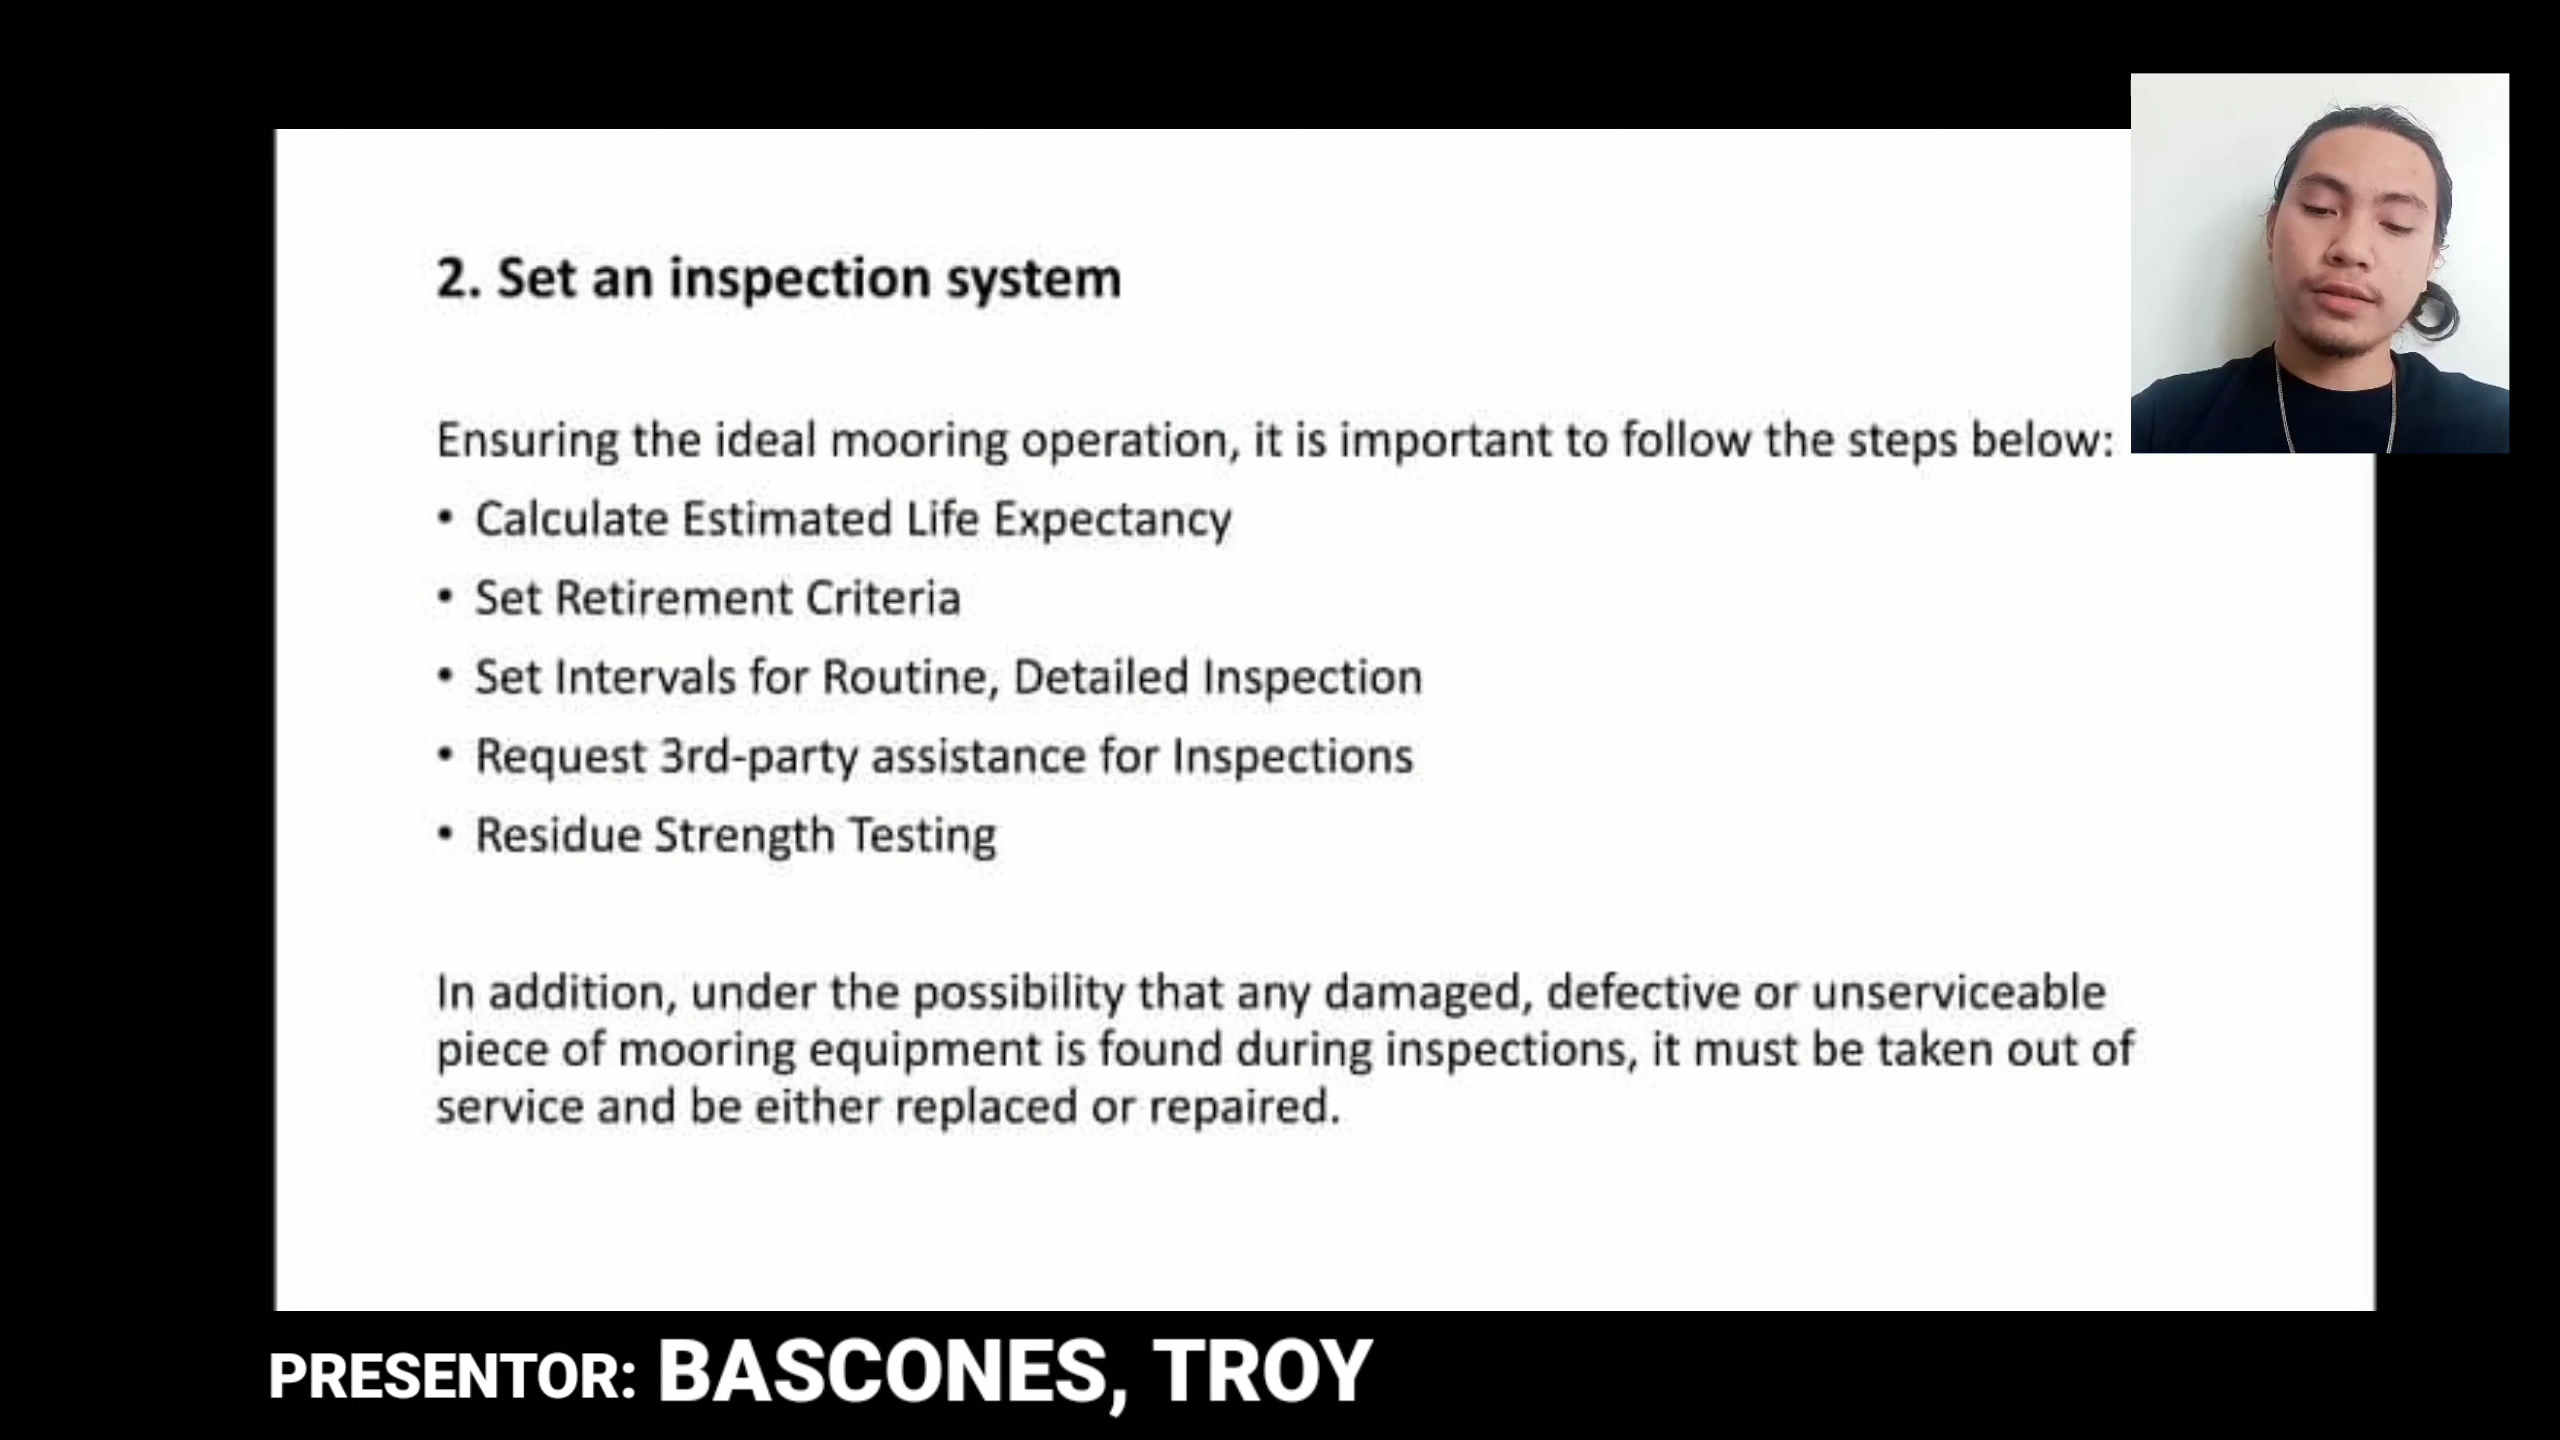 2. Set an inspection system
Ensuring the ideal mooring operation, it is important to follow the steps below:
• Calculate Estimated Life Expectancy
• Set Retirement Criteria
• Set Intervals for Routine, Detailed Inspection
• Request 3rd-party assistance for Inspections
• Residue Strength Testing
In addition, under the possibility that any damaged, defective or unserviceable
piece of mooring equipment is found during inspections, it must be taken out of
service and be either replaced or repaired.
PRESENTOR: BASCONES, TROY